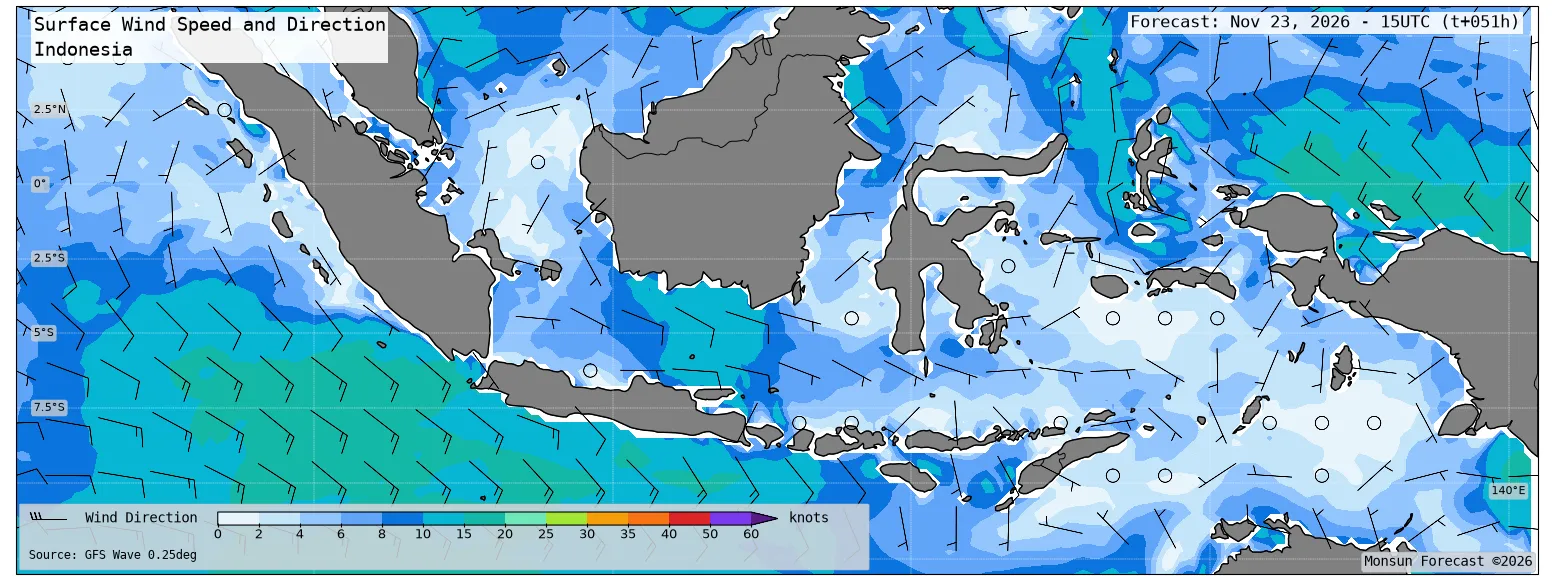 Surface Wind Speed and Direction
Indonesia
Forecast: Nov 23, 2026 - 15UTC (t+051h)
2.5°N
0°
2.5°S
5°S
7.5°S
140°E
Wind Direction
knots
0 2 4 6 8 10 15 20 25 30 35 40 50 60
Source: GFS Wave 0.25deg
Monsun Forecast ©2026